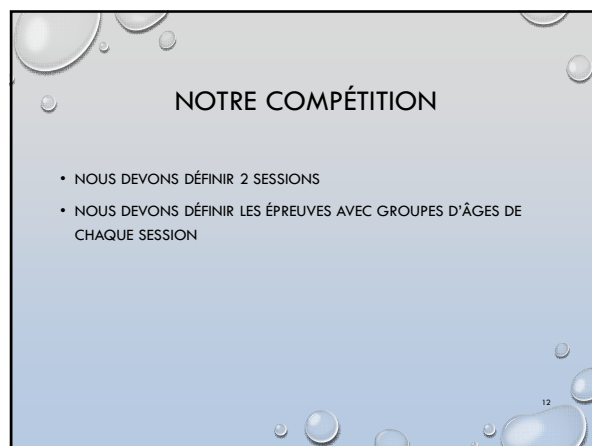 NOTRE COMPÉTITION
• NOUS DEVONS DÉFINIR 2 SESSIONS
• NOUS DEVONS DÉFINIR LES ÉPREUVES AVEC GROUPES D'ÂGES DE
CHAQUE SESSION
12